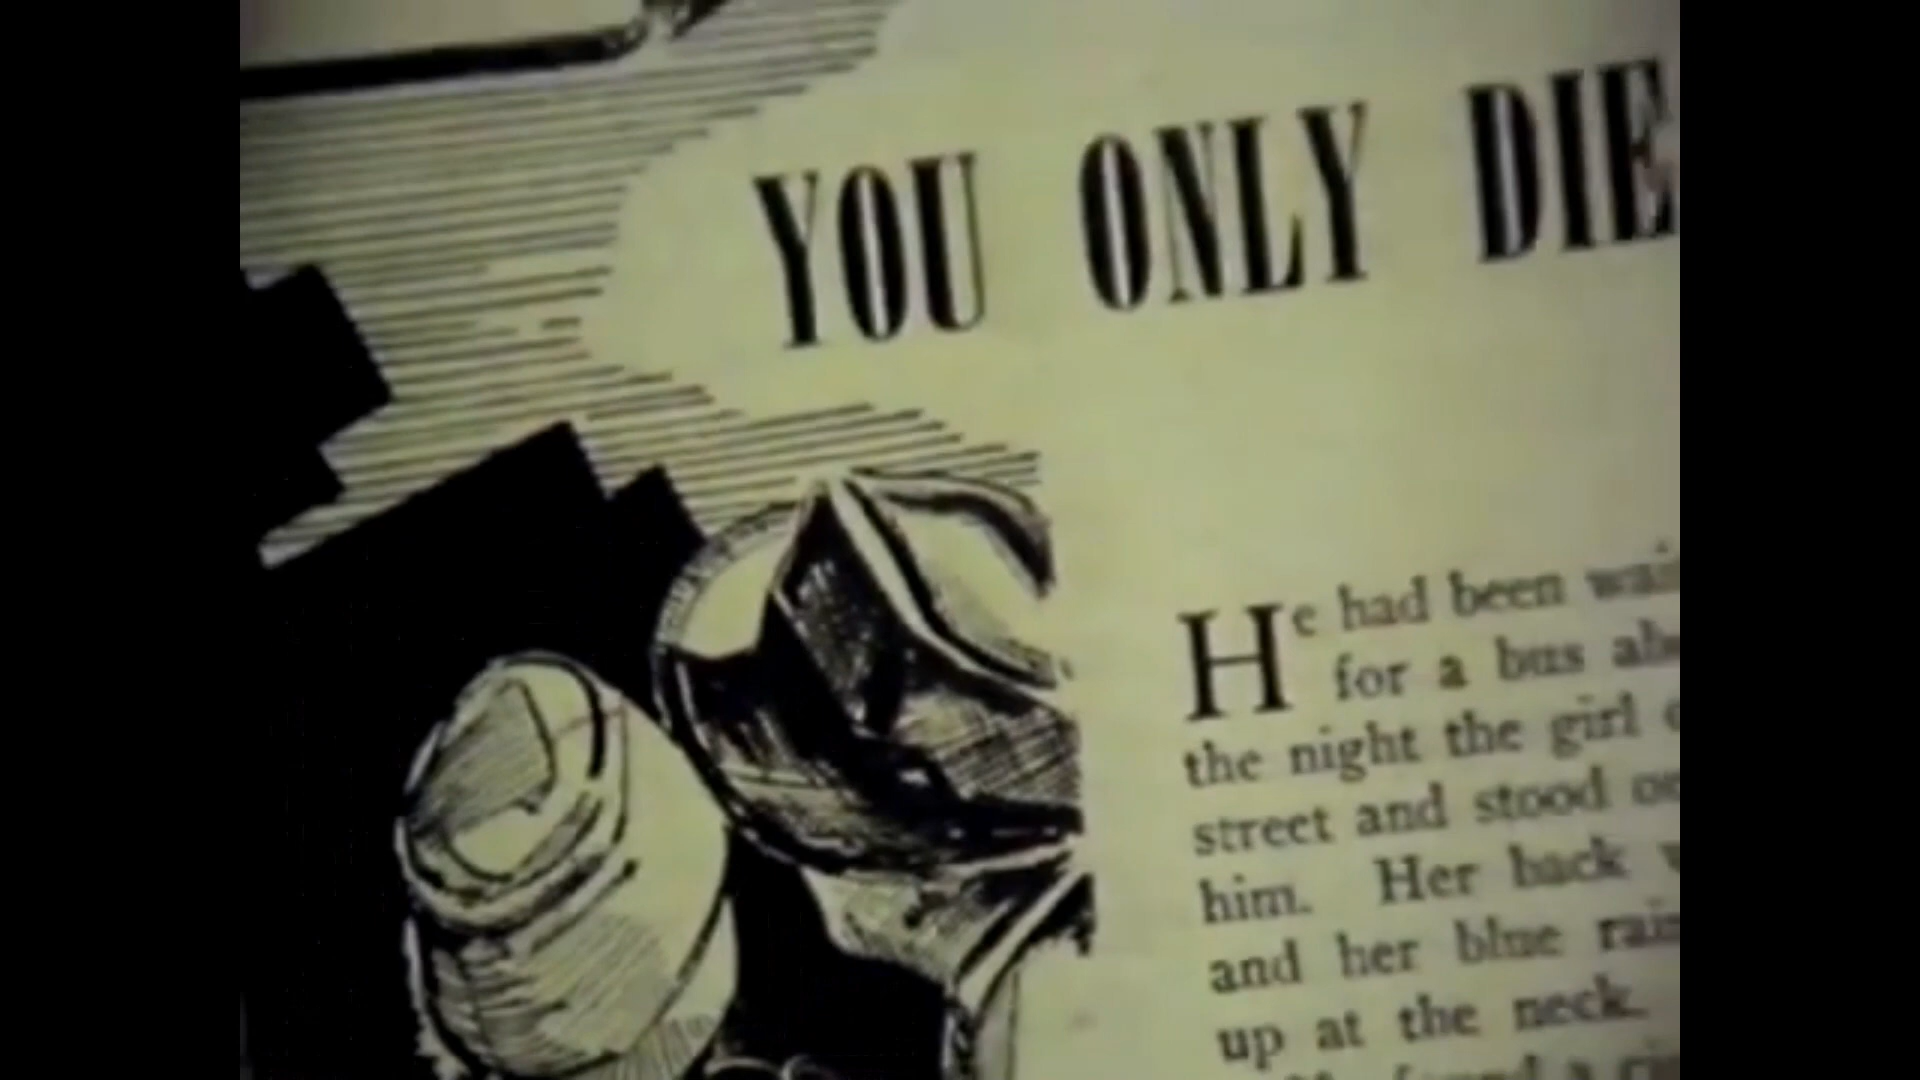 YOU ONLY DIE
He had been
for a bus
the night the girl
street and stood
him. Her back
and her blue
up at the neck.